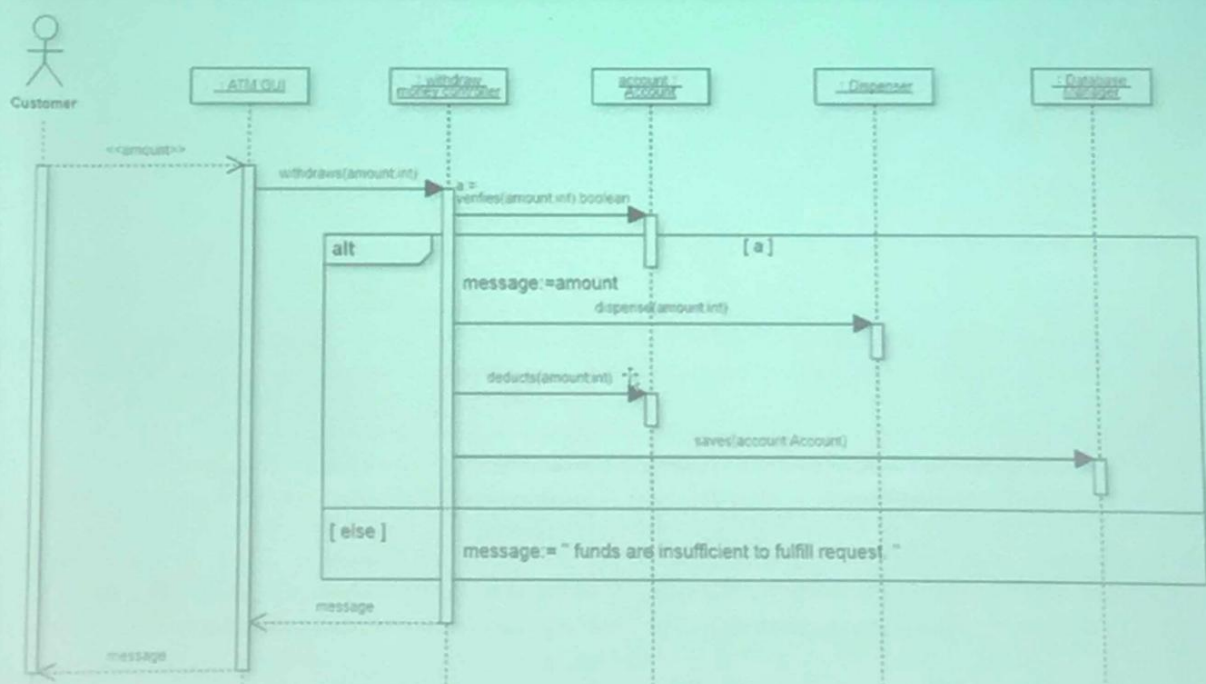 Customer
: ATM GUI
: withdraw
money controller
account :
Account
: Dispenser
: Database
Manager
<<amount>>
withdraws(amount:int)
a =
verifies(amount:int):boolean
alt
[ a ]
message:=amount
dispense(amount:int)
deducts(amount:int)
saves(account:Account)
[ else ]
message:= " funds are insufficient to fulfill request. "
message
message